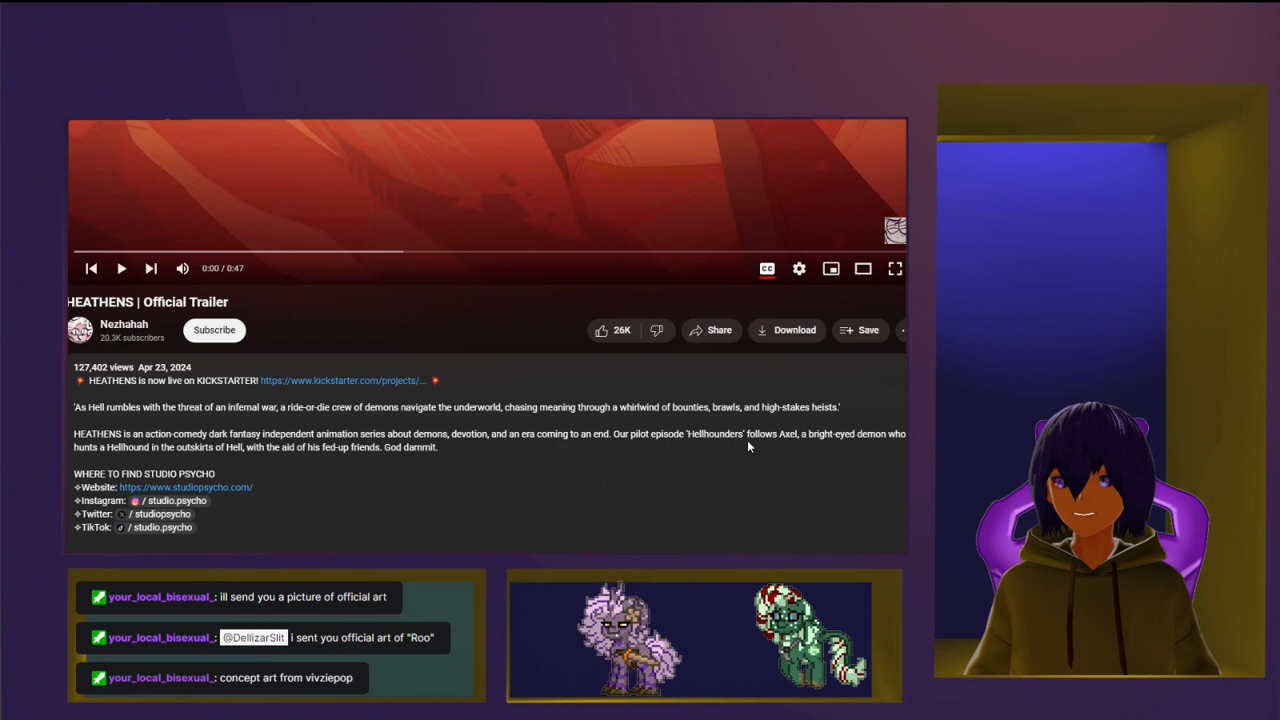 CC
0:00 / 0:47
HEATHENS | Official Trailer
Nezhahah
20.3K subscribers
Subscribe
26K
Share
Download
Save
127,402 views Apr 23, 2024
💥 HEATHENS is now live on KICKSTARTER! https://www.kickstarter.com/projects/... 💥
'As Hell rumbles with the threat of an infernal war, a ride-or-die crew of demons navigate the underworld, chasing meaning through a whirlwind of bounties, brawls, and high-stakes heists.'
HEATHENS is an action-comedy dark fantasy independent animation series about demons, devotion, and an era coming to an end. Our pilot episode 'Hellhounders' follows Axel, a bright-eyed demon who
hunts a Hellhound in the outskirts of Hell, with the aid of his fed-up friends. God dammit.
WHERE TO FIND STUDIO PSYCHO
✧Website: https://www.studiopsycho.com/
✧Instagram: / studio.psycho
✧Twitter: X / studiopsycho
✧TikTok: / studio.psycho
your_local_bisexual_: ill send you a picture of official art
your_local_bisexual_: @DellizarSlit i sent you official art of "Roo"
your_local_bisexual_: concept art from vivziepop